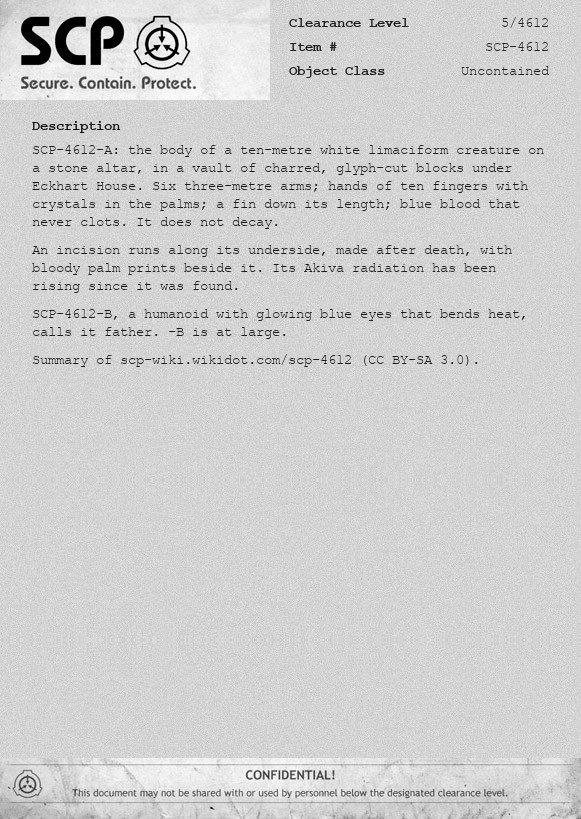 SCP
Secure. Contain. Protect.
Clearance Level 5/4612
Item # SCP-4612
Object Class Uncontained
Description
SCP-4612-A: the body of a ten-metre white limaciform creature on
a stone altar, in a vault of charred, glyph-cut blocks under
Eckhart House. Six three-metre arms; hands of ten fingers with
crystals in the palms; a fin down its length; blue blood that
never clots. It does not decay.
An incision runs along its underside, made after death, with
bloody palm prints beside it. Its Akiva radiation has been
rising since it was found.
SCP-4612-B, a humanoid with glowing blue eyes that bends heat,
calls it father. -B is at large.
Summary of scp-wiki.wikidot.com/scp-4612 (CC BY-SA 3.0).
CONFIDENTIAL!
This document may not be shared with or used by personnel below the designated clearance level.